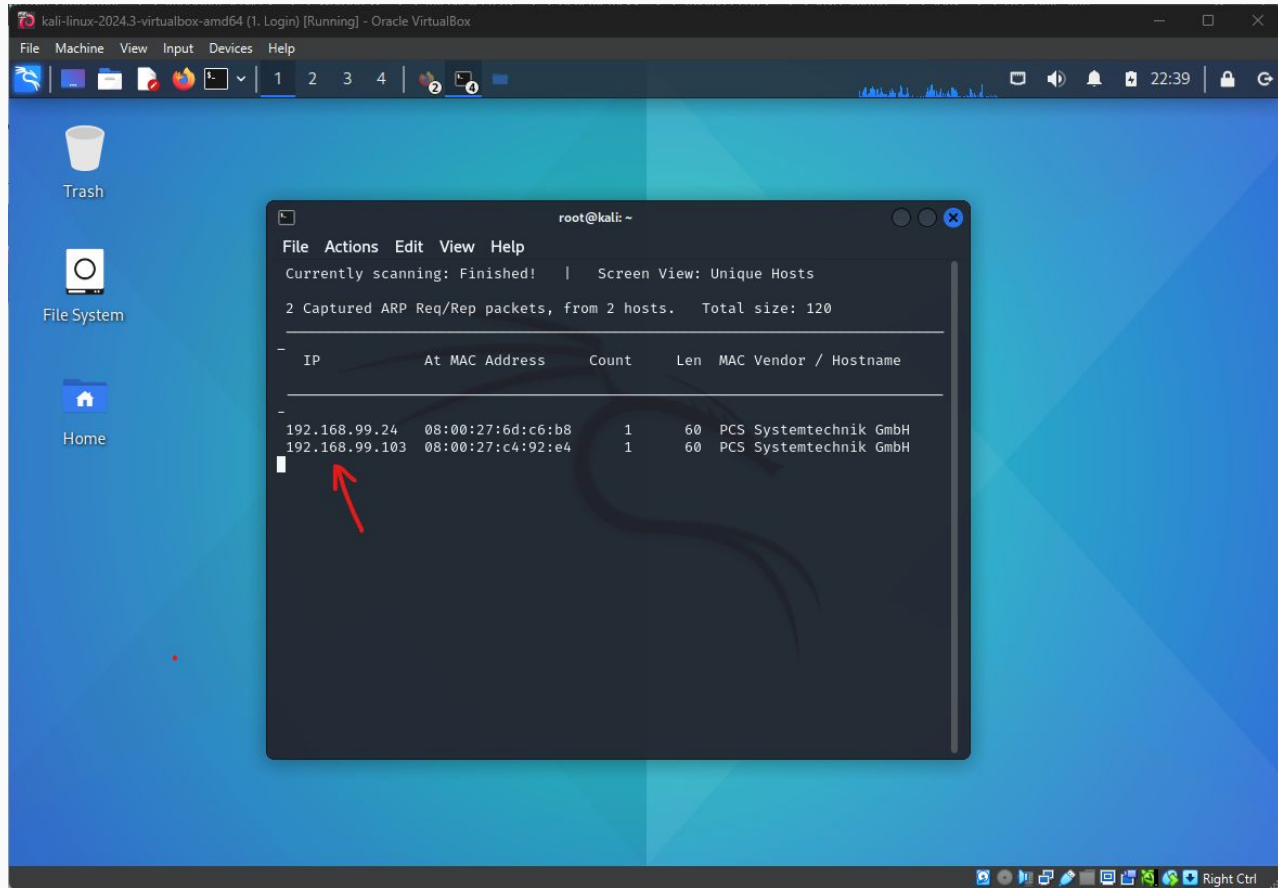 kali-linux-2024.3-virtualbox-amd64 (1. Login) [Running] - Oracle VirtualBox
File Machine View Input Devices Help
1 2 3 4 2 4 22:39
Trash
File System
Home
root@kali: ~
File Actions Edit View Help
Currently scanning: Finished! | Screen View: Unique Hosts
2 Captured ARP Req/Rep packets, from 2 hosts. Total size: 120
IP At MAC Address Count Len MAC Vendor / Hostname
192.168.99.24 08:00:27:6d:c6:b8 1 60 PCS Systemtechnik GmbH
192.168.99.103 08:00:27:c4:92:e4 1 60 PCS Systemtechnik GmbH
Right Ctrl